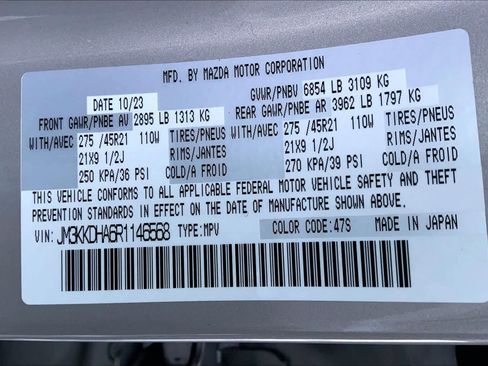 MFD. BY MAZDA MOTOR CORPORATION
DATE 10/23 GVWR/PNBV 6854 LB 3109 KG
FRONT GAWR/PNBE AV 2895 LB 1313 KG REAR GAWR/PNBE AR 3962 LB 1797 KG
WITH/AVEC 275 /45R21 110W TIRES/PNEUS WITH/AVEC 275 /45R21 110W TIRES/PNEUS
21X9 1/2J RIMS/JANTES 21X9 1/2J RIMS/JANTES
250 KPA/36 PSI COLD/A FROID 270 KPA/39 PSI COLD/A FROID
THIS VEHICLE CONFORMS TO ALL APPLICABLE FEDERAL MOTOR VEHICLE SAFETY AND THEFT
PREVENTION STANDARDS IN EFFECT ON THE DATE OF MANUFACTURE SHOWN ABOVE.
VIN: JM3KKDHA6R1146568 TYPE:MPV COLOR CODE:47S MADE IN JAPAN